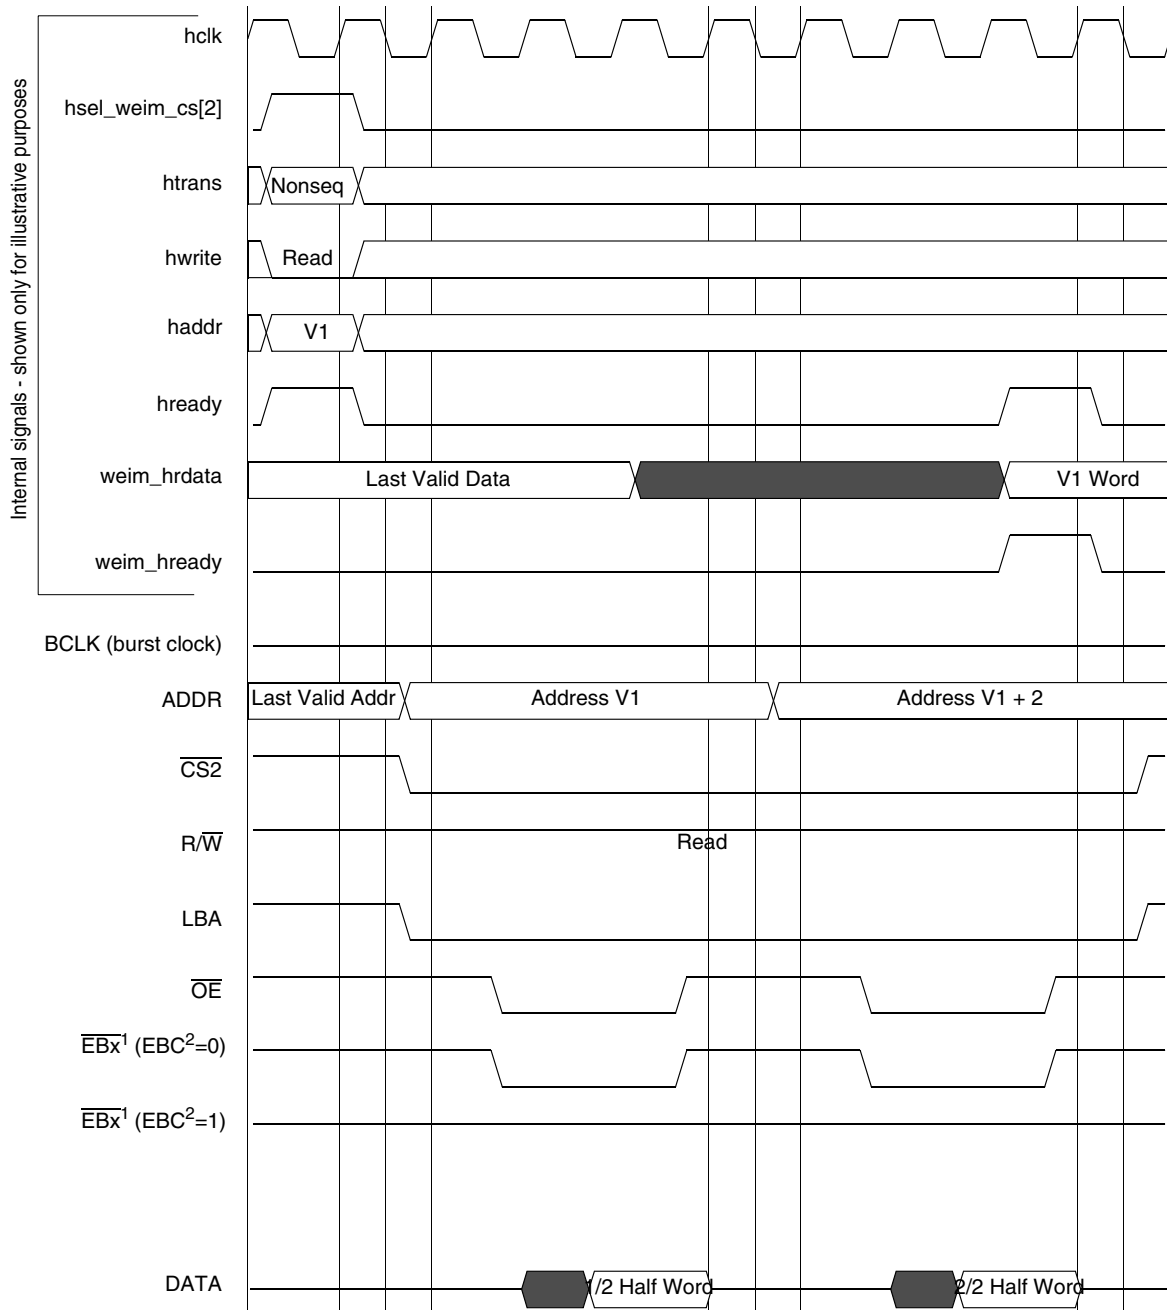 Internal signals - shown only for illustrative purposes
hclk
hsel_weim_cs[2]
htrans
Nonseq
hwrite
Read
haddr
V1
hready
weim_hrdata
Last Valid Data
V1 Word
weim_hready
BCLK (burst clock)
ADDR
Last Valid Addr
Address V1
Address V1 + 2
CS2
R/W
Read
LBA
OE
EBx1 (EBC2=0)
EBx1 (EBC2=1)
DATA
1/2 Half Word
2/2 Half Word